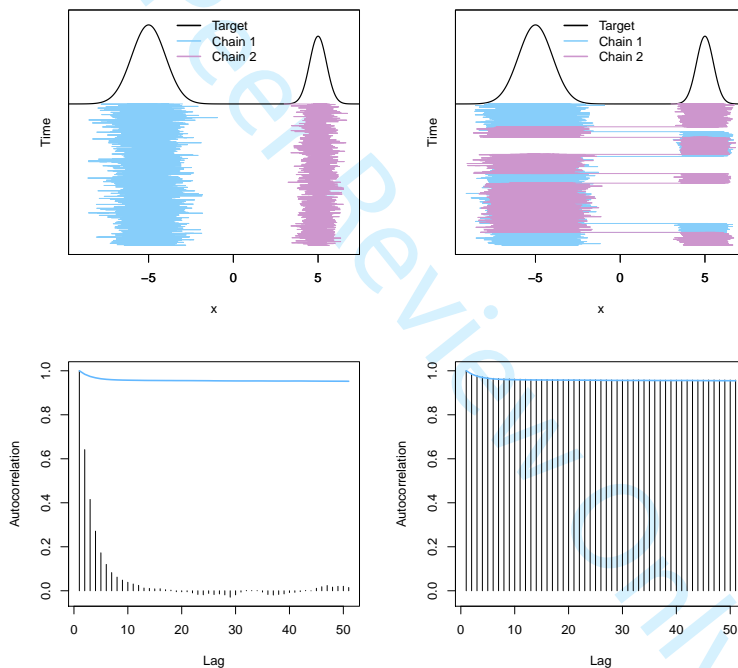 Target
Chain 1
Chain 2
Time
−5 0 5
x
Target
Chain 1
Chain 2
Time
−5 0 5
x
Autocorrelation
0.0 0.2 0.4 0.6 0.8 1.0
0 10 20 30 40 50
Lag
Autocorrelation
0.0 0.2 0.4 0.6 0.8 1.0
0 10 20 30 40 50
Lag
Peer Review Only